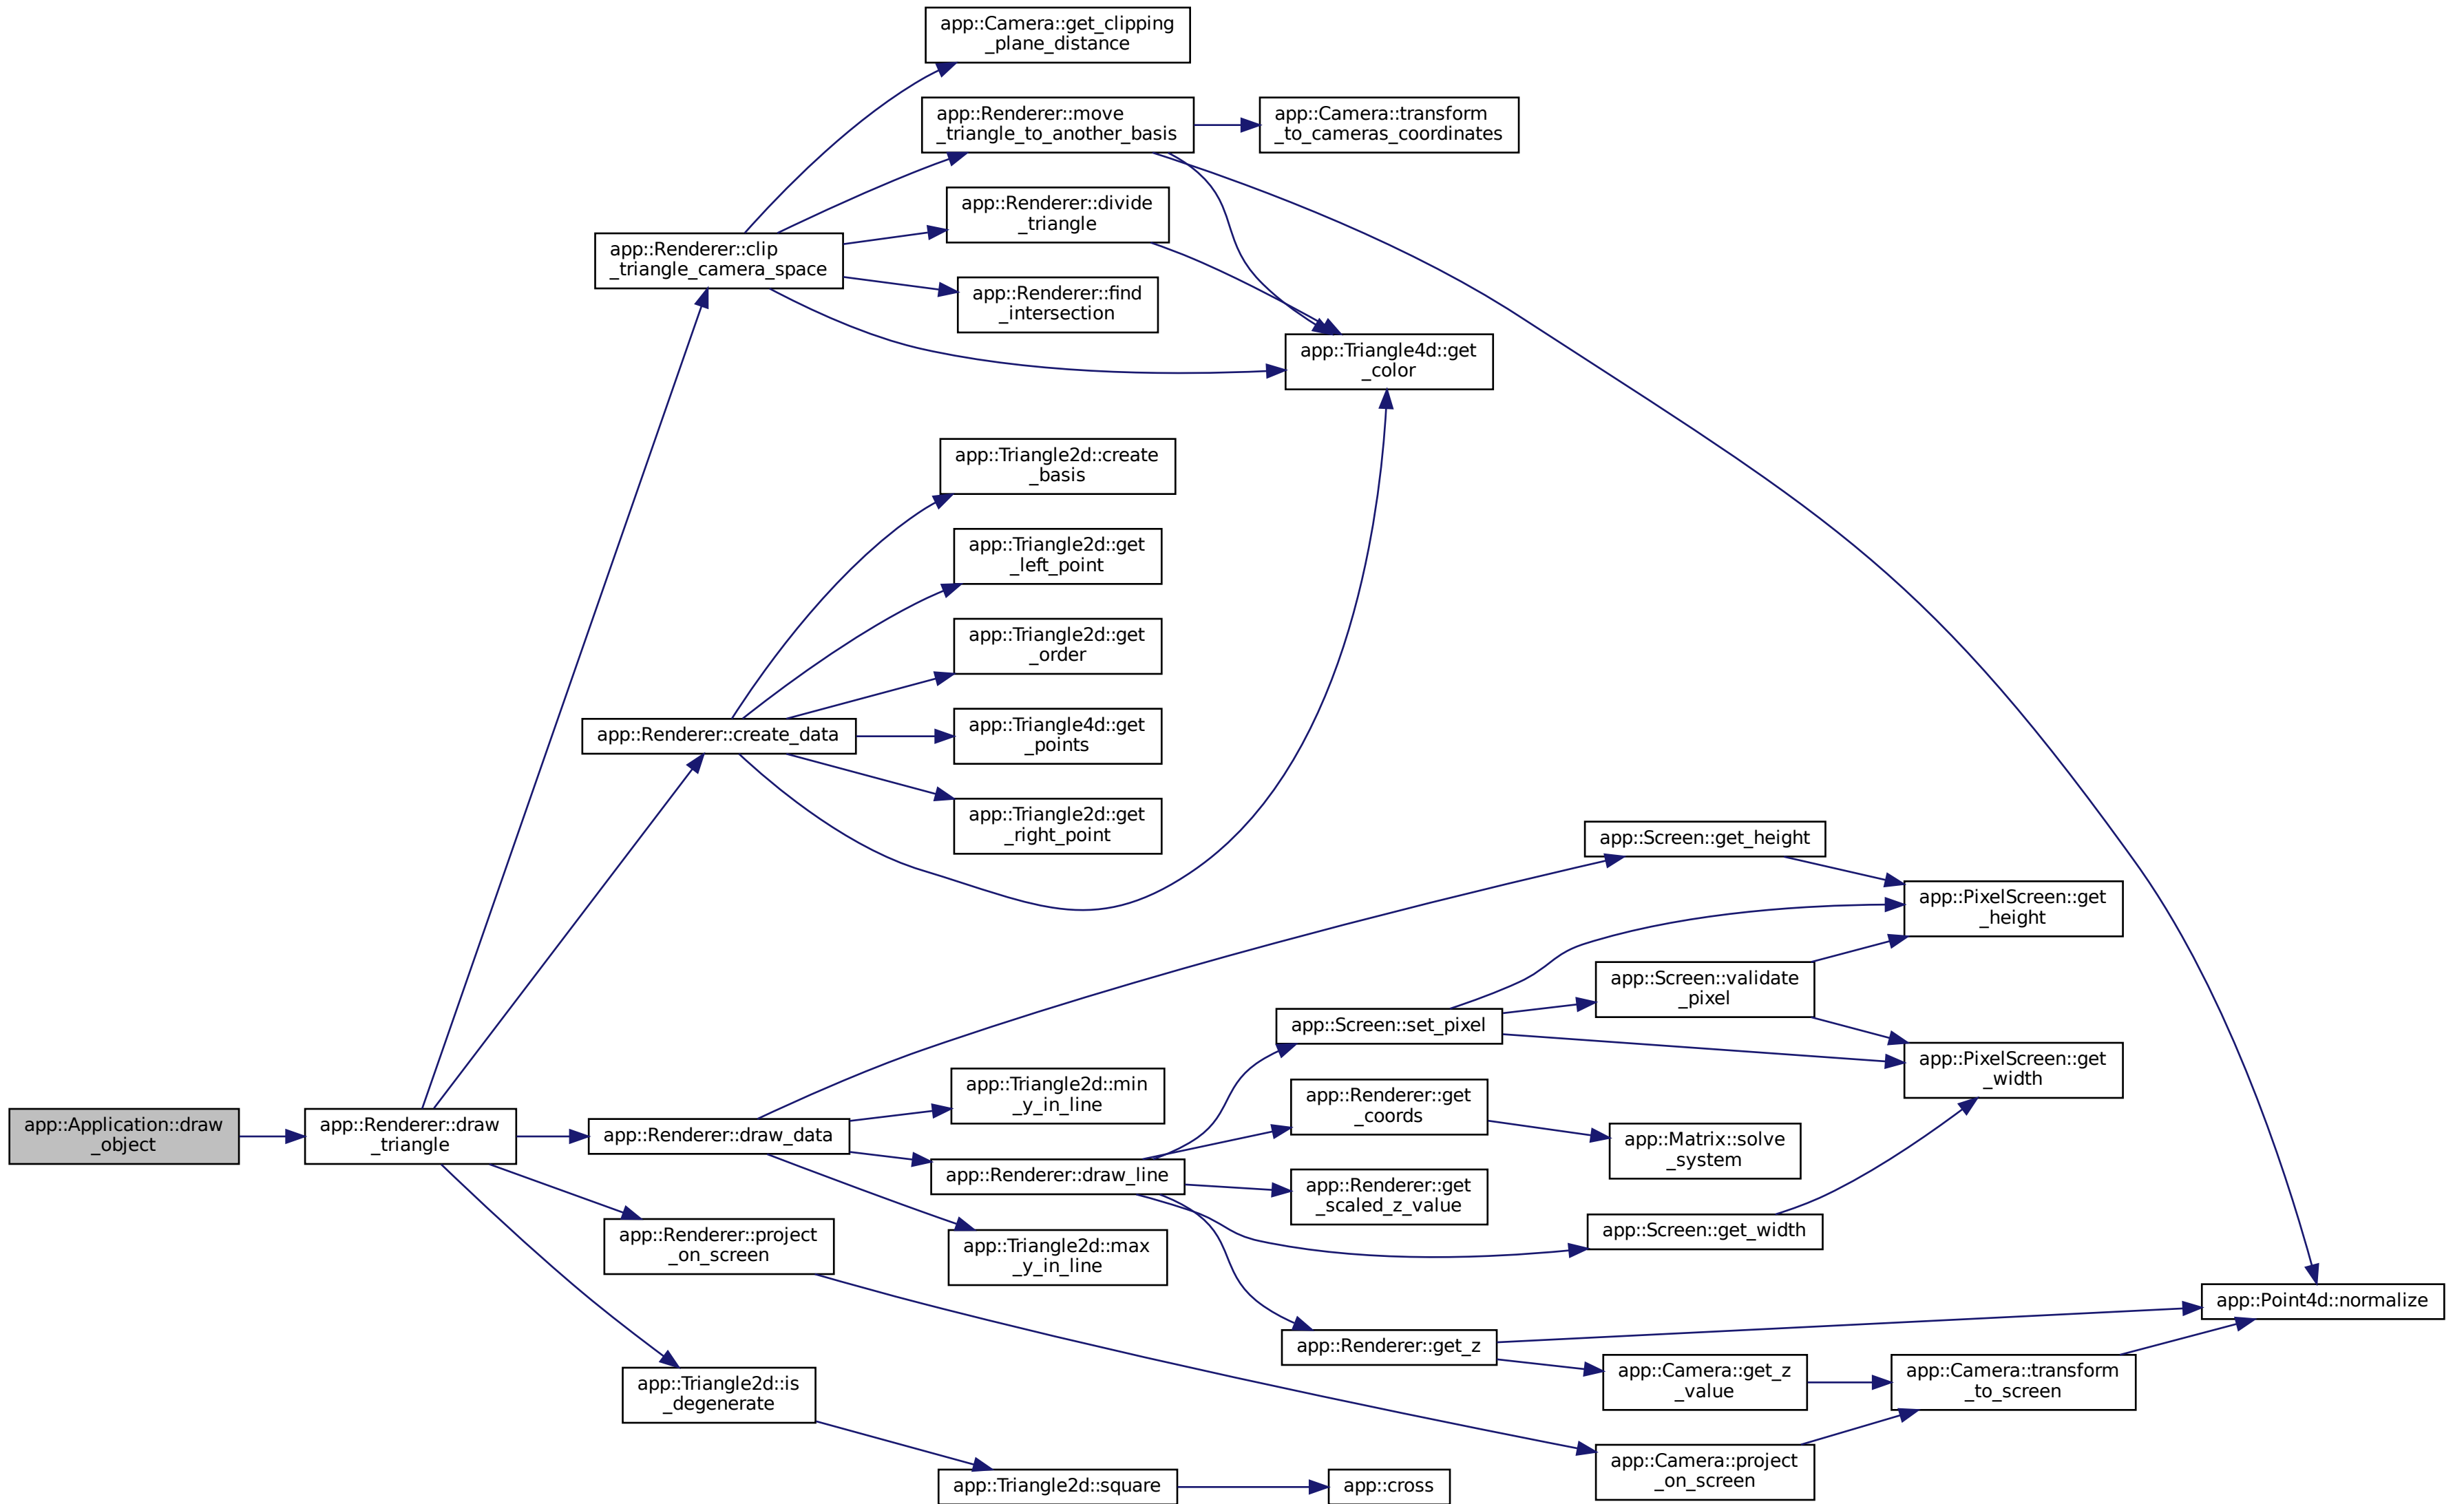 app::Camera::get_clipping
_plane_distance
app::Renderer::move
_triangle_to_another_basis
app::Camera::transform
_to_cameras_coordinates
app::Renderer::divide
_triangle
app::Renderer::clip
_triangle_camera_space
app::Renderer::find
_intersection
app::Triangle4d::get
_color
app::Triangle2d::create
_basis
app::Triangle2d::get
_left_point
app::Triangle2d::get
_order
app::Renderer::create_data
app::Triangle4d::get
_points
app::Triangle2d::get
_right_point
app::Screen::get_height
app::PixelScreen::get
_height
app::Screen::validate
_pixel
app::Screen::set_pixel
app::PixelScreen::get
_width
app::Triangle2d::min
_y_in_line
app::Renderer::get
_coords
app::Application::draw
_object
app::Renderer::draw
_triangle
app::Renderer::draw_data
app::Matrix::solve
_system
app::Renderer::draw_line
app::Renderer::get
_scaled_z_value
app::Renderer::project
_on_screen
app::Triangle2d::max
_y_in_line
app::Screen::get_width
app::Point4d::normalize
app::Renderer::get_z
app::Camera::get_z
_value
app::Camera::transform
_to_screen
app::Triangle2d::is
_degenerate
app::Camera::project
_on_screen
app::Triangle2d::square
app::cross